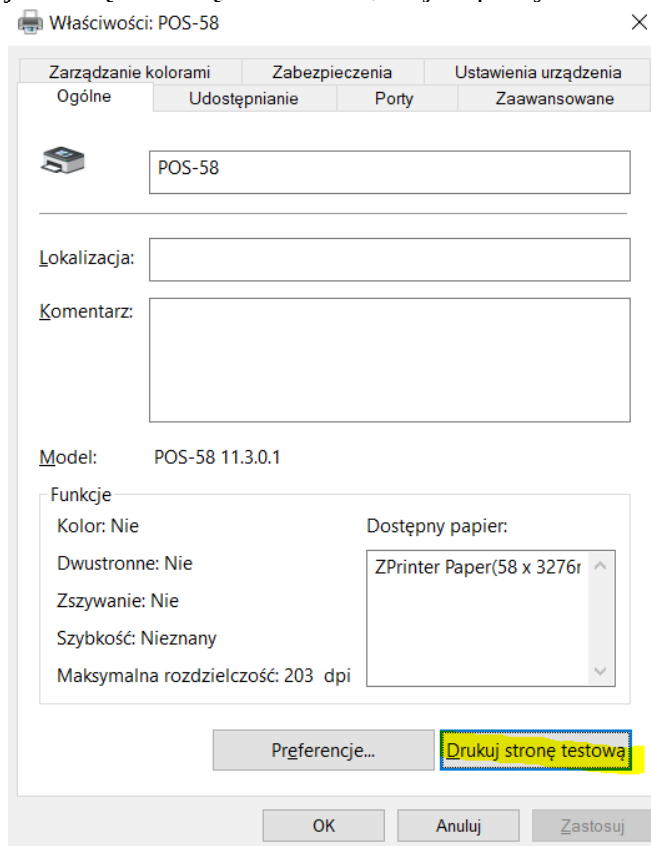 Właściwości: POS-58
Zarządzanie kolorami Zabezpieczenia Ustawienia urządzenia
Ogólne Udostępnianie Porty Zaawansowane
POS-58
Lokalizacja:
Komentarz:
Model: POS-58 11.3.0.1
Funkcje
Kolor: Nie Dostępny papier:
Dwustronne: Nie ZPrinter Paper(58 x 3276r
Zszywanie: Nie
Szybkość: Nieznany
Maksymalna rozdzielczość: 203 dpi
Preferencje... Drukuj stronę testową
OK Anuluj Zastosuj